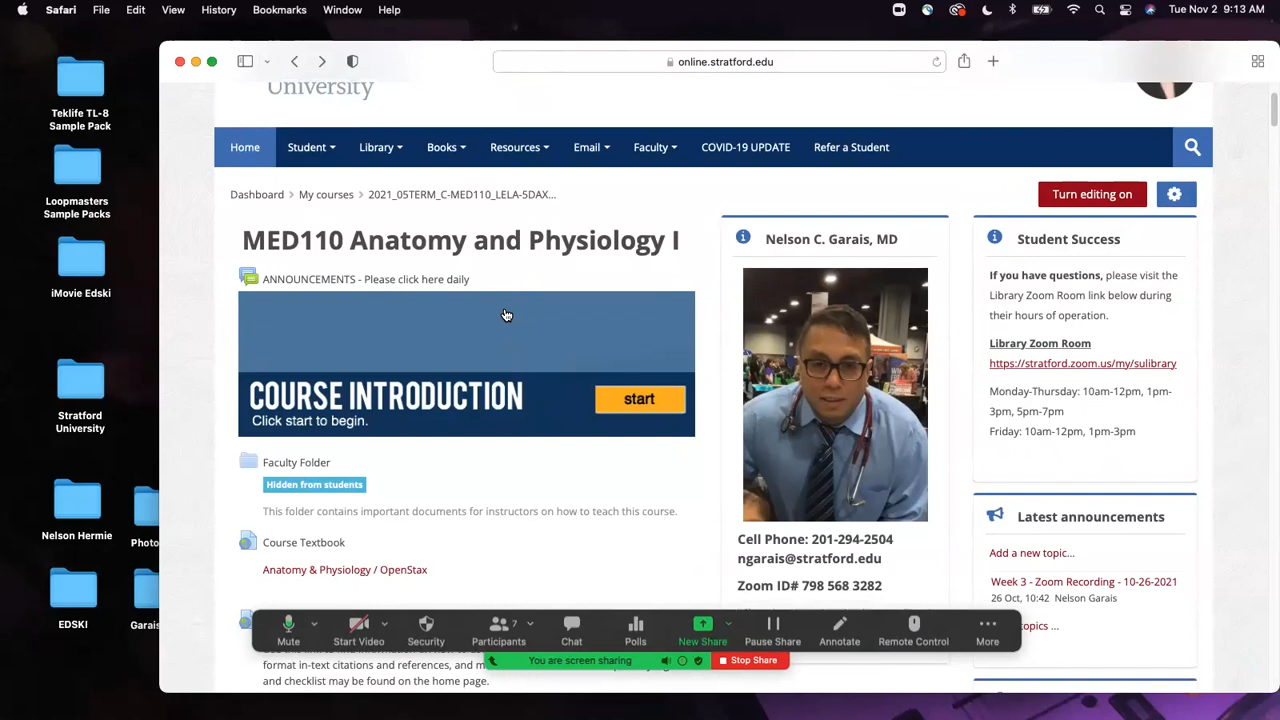 Safari File Edit View History Bookmarks Window Help Tue Nov 2 9:13 AM
Teklife TL-8
Sample Pack
Loopmasters
Sample Packs
iMovie Edski
Stratford
University
Nelson Hermie
Photo
EDSKI
Garais
online.stratford.edu
University
Home Student Library Books Resources Email Faculty COVID-19 UPDATE Refer a Student
Dashboard My courses 2021_05TERM_C-MED110_LELA-5DAX...
Turn editing on
MED110 Anatomy and Physiology I
ANNOUNCEMENTS - Please click here daily
COURSE INTRODUCTION
Click start to begin.
start
Faculty Folder
Hidden from students
This folder contains important documents for instructors on how to teach this course.
Course Textbook
Anatomy & Physiology / OpenStax
format in-text citations and references, and m
and checklist may be found on the home page.
Nelson C. Garais, MD
Cell Phone: 201-294-2504
ngarais@stratford.edu
Zoom ID# 798 568 3282
Student Success
If you have questions, please visit the
Library Zoom Room link below during
their hours of operation.
Library Zoom Room
https://stratford.zoom.us/my/sulibrary
Monday-Thursday: 10am-12pm, 1pm-
3pm, 5pm-7pm
Friday: 10am-12pm, 1pm-3pm
Latest announcements
Add a new topic...
Week 3 - Zoom Recording - 10-26-2021
26 Oct, 10:42 Nelson Garais
topics ...
Mute Start Video Security Participants 7 Chat Polls New Share Pause Share Annotate Remote Control More
You are screen sharing Stop Share